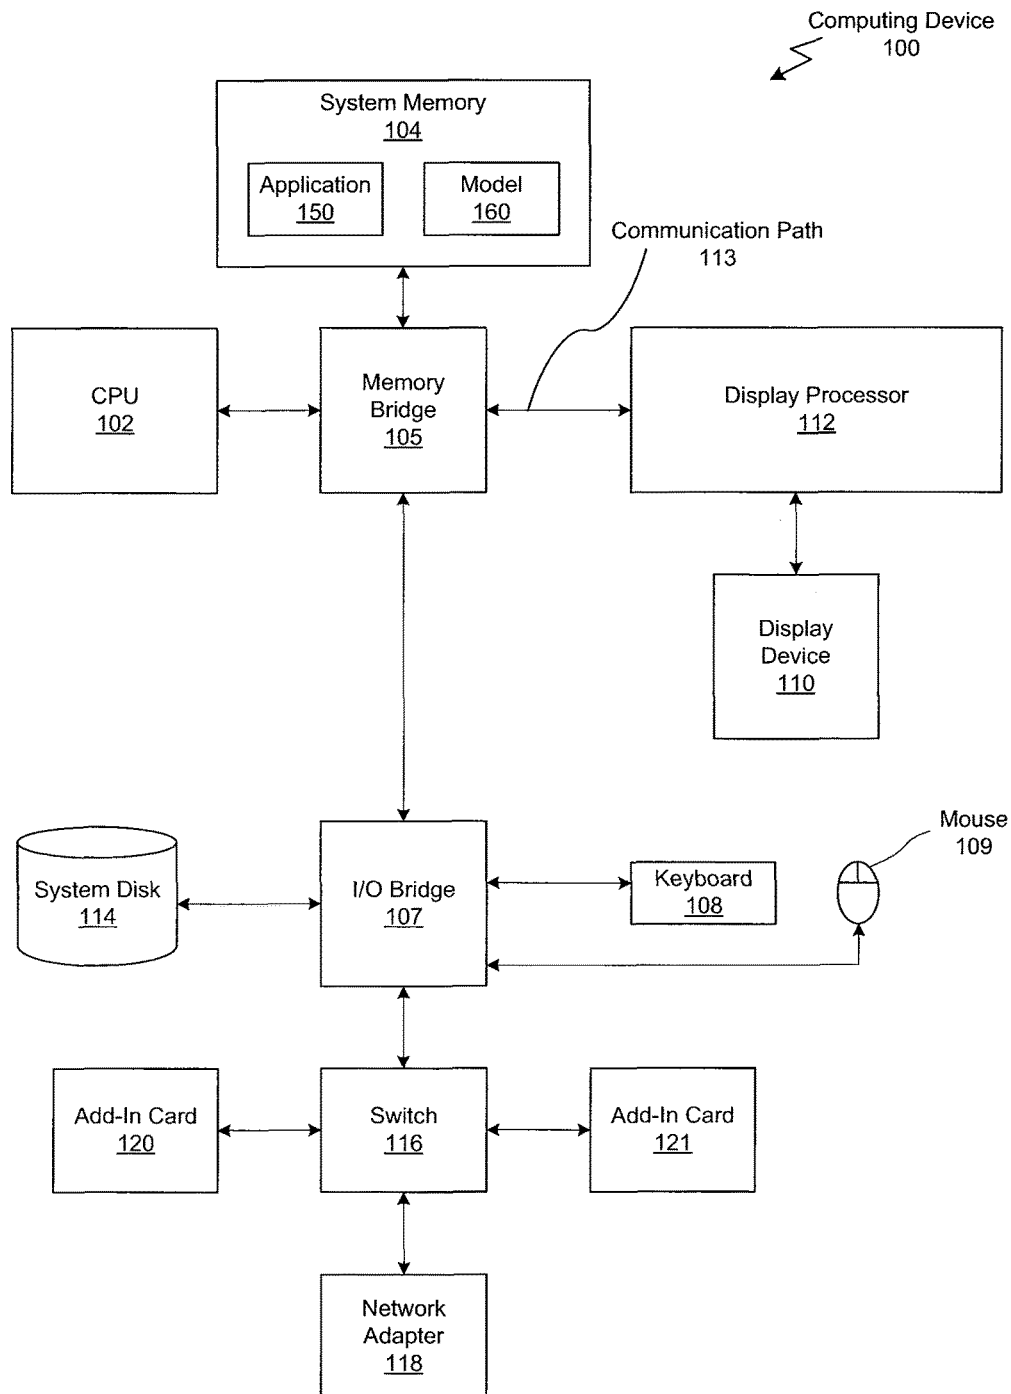 Computing Device
100
System Memory
104
Application
150
Model
160
Communication Path
113
CPU
102
Memory
Bridge
105
Display Processor
112
Display
Device
110
Mouse
109
System Disk
114
I/O Bridge
107
Keyboard
108
Add-In Card
120
Switch
116
Add-In Card
121
Network
Adapter
118